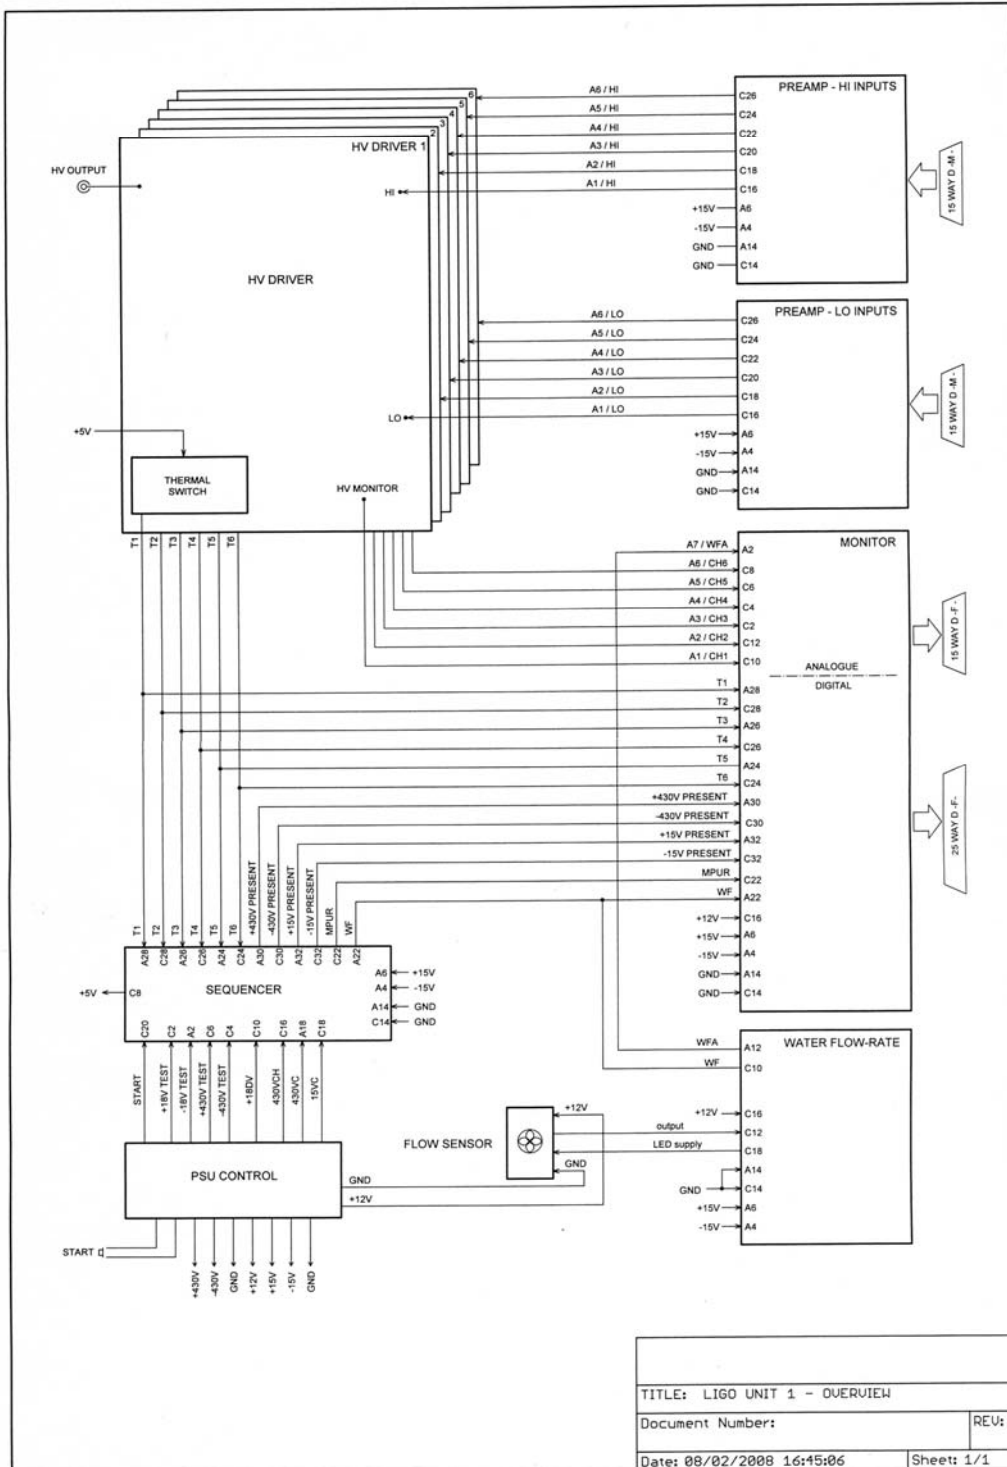 A6 / HI
C26
PREAMP - HI INPUTS
A5 / HI
C24
A4 / HI
C22
A3 / HI
C20
A2 / HI
C18
A1 / HI
C16
+15V
A6
-15V
A4
GND
A14
GND
C14
15 WAY D -M -
6
5
4
3
2
HV DRIVER 1
HV OUTPUT
HI
HV DRIVER
A6 / LO
C26
PREAMP - LO INPUTS
A5 / LO
C24
A4 / LO
C22
A3 / LO
C20
A2 / LO
C18
A1 / LO
C16
LO
+15V
A6
-15V
A4
GND
A14
GND
C14
15 WAY D -M -
+5V
THERMAL
SWITCH
HV MONITOR
T1
T2
T3
T4
T5
T6
A7 / WFA
A2
MONITOR
A6 / CH6
C8
A5 / CH5
C6
A4 / CH4
C4
A3 / CH3
C2
A2 / CH2
C12
A1 / CH1
C10
ANALOGUE
DIGITAL
15 WAY D -F -
T1
A28
T2
C28
T3
A26
T4
C26
T5
A24
T6
C24
+430V PRESENT
A30
-430V PRESENT
C30
+15V PRESENT
A32
-15V PRESENT
C32
MPUR
C22
WF
A22
+12V
C16
+15V
A6
-15V
A4
GND
A14
GND
C14
25 WAY D -F-
T1
T2
T3
T4
T5
T6
+430V PRESENT
-430V PRESENT
+15V PRESENT
-15V PRESENT
MPUR
WF
A28
C28
A26
C26
A24
C24
A30
C30
A32
C32
C22
A22
+5V
C8
SEQUENCER
A6
+15V
A4
-15V
A14
GND
C14
GND
C20
C2
A2
C6
C4
C10
C16
A18
C18
START
+18V TEST
-18V TEST
+430V TEST
-430V TEST
+18DV
430VCH
430VC
15VC
WATER FLOW-RATE
WFA
A12
WF
C10
+12V
C16
output
C12
LED supply
C18
A14
GND
C14
+15V
A6
-15V
A4
FLOW SENSOR
+12V
GND
PSU CONTROL
GND
+12V
START
+430V
-430V
GND
+12V
+15V
-15V
GND
TITLE: LIGO UNIT 1 - OVERVIEW
Document Number:
REV:
Date: 08/02/2008 16:45:06
Sheet: 1/1